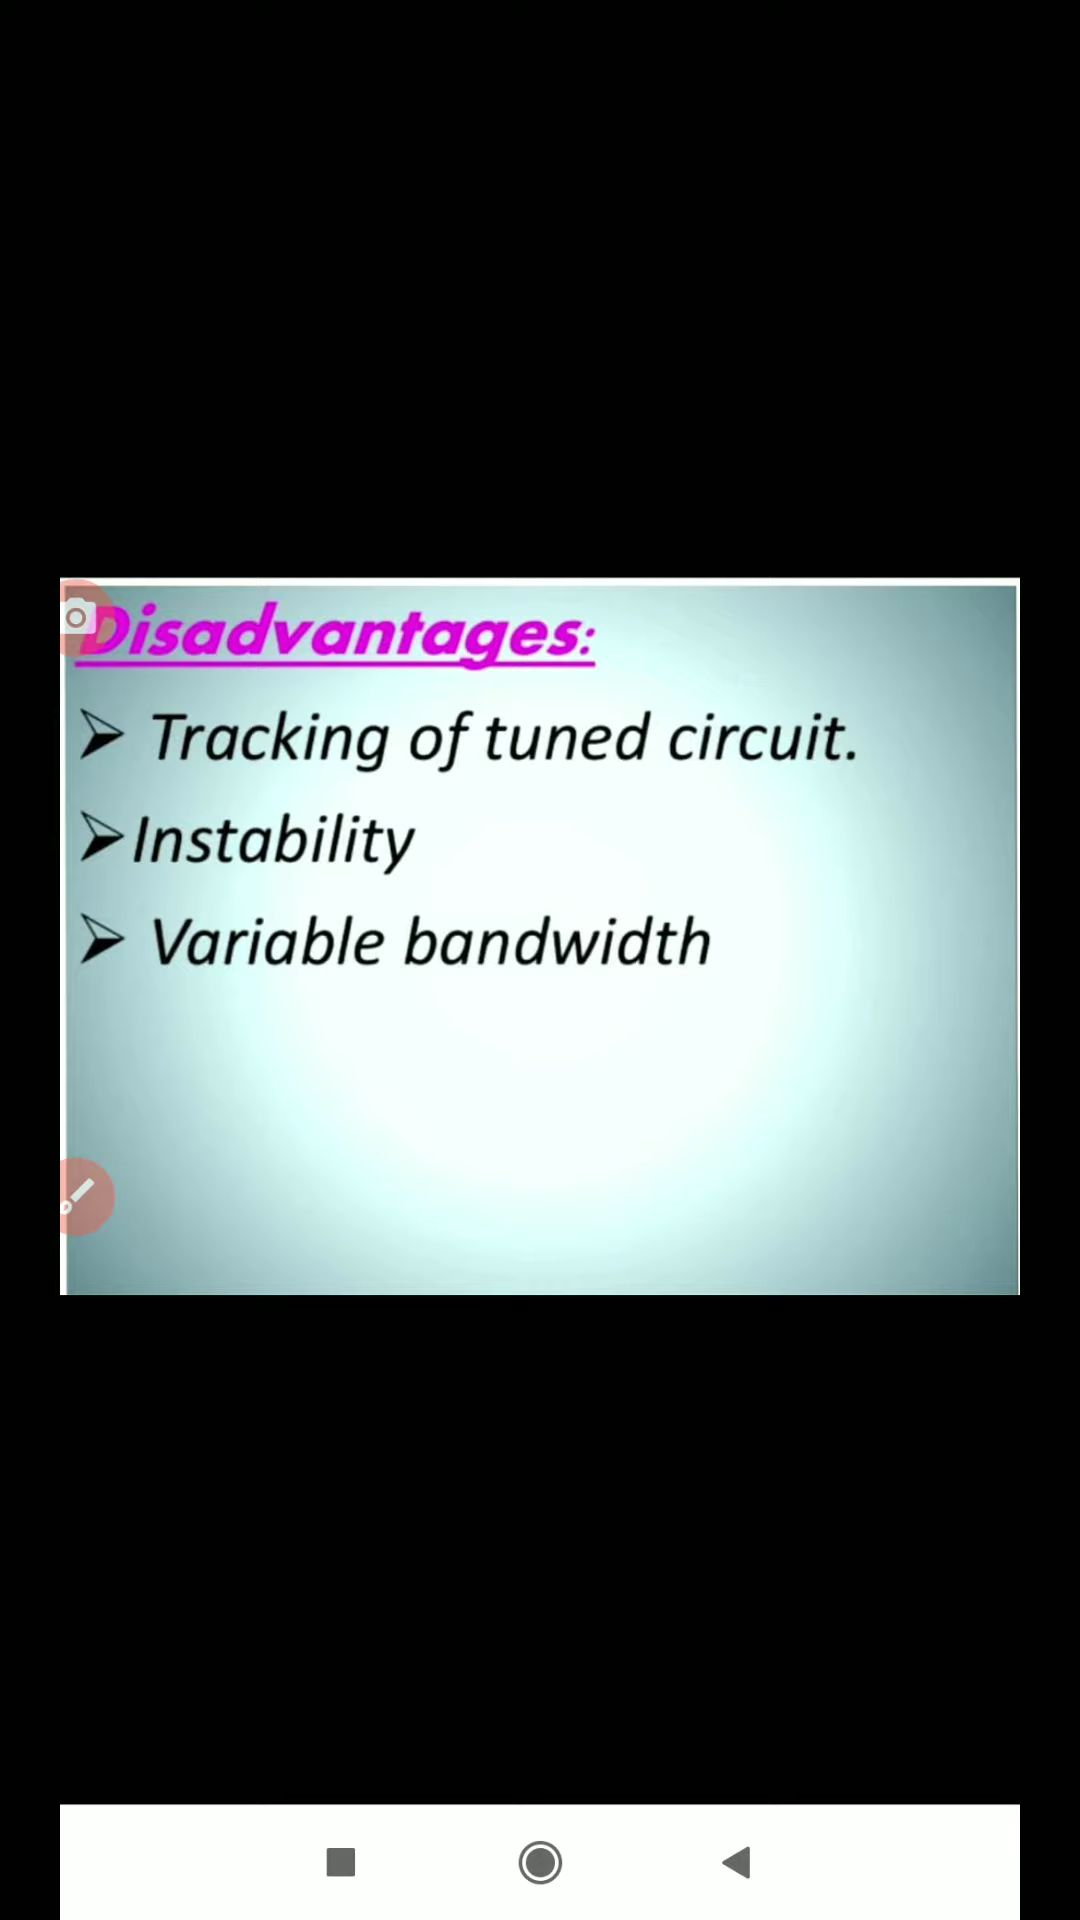 Disadvantages:
➢ Tracking of tuned circuit.
➢Instability
➢ Variable bandwidth